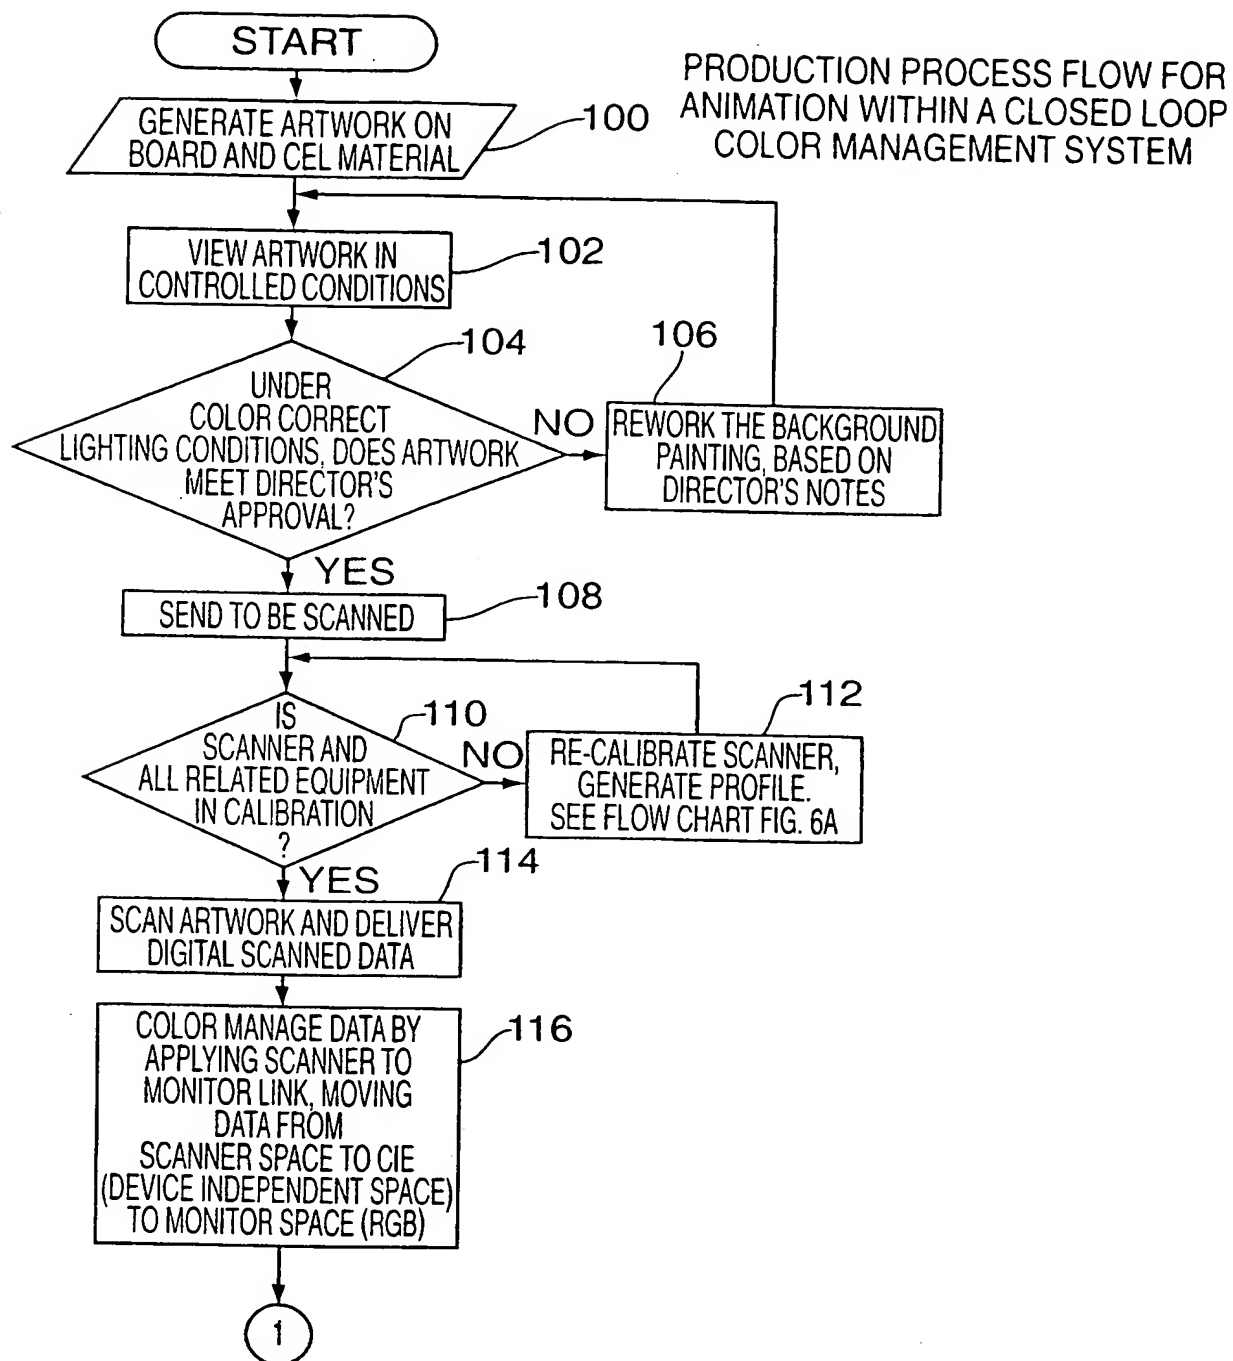 START
PRODUCTION PROCESS FLOW FOR
ANIMATION WITHIN A CLOSED LOOP
COLOR MANAGEMENT SYSTEM
GENERATE ARTWORK ON
BOARD AND CEL MATERIAL
100
VIEW ARTWORK IN
CONTROLLED CONDITIONS
102
104
UNDER
COLOR CORRECT
LIGHTING CONDITIONS, DOES ARTWORK
MEET DIRECTOR'S
APPROVAL?
NO
106
REWORK THE BACKGROUND
PAINTING, BASED ON
DIRECTOR'S NOTES
YES
SEND TO BE SCANNED
108
110
IS
SCANNER AND
ALL RELATED EQUIPMENT
IN CALIBRATION
?
NO
112
RE-CALIBRATE SCANNER,
GENERATE PROFILE.
SEE FLOW CHART FIG. 6A
YES
114
SCAN ARTWORK AND DELIVER
DIGITAL SCANNED DATA
COLOR MANAGE DATA BY
APPLYING SCANNER TO
MONITOR LINK, MOVING
DATA FROM
SCANNER SPACE TO CIE
(DEVICE INDEPENDENT SPACE)
TO MONITOR SPACE (RGB)
116
1